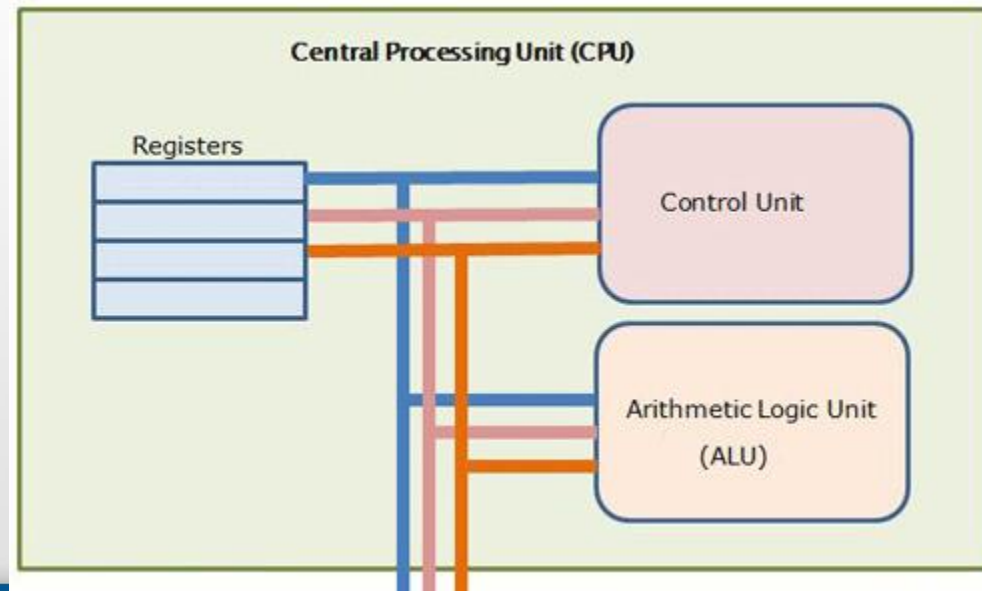 Central Processing Unit (CPU)
Registers
Control Unit
Arithmetic Logic Unit
(ALU)